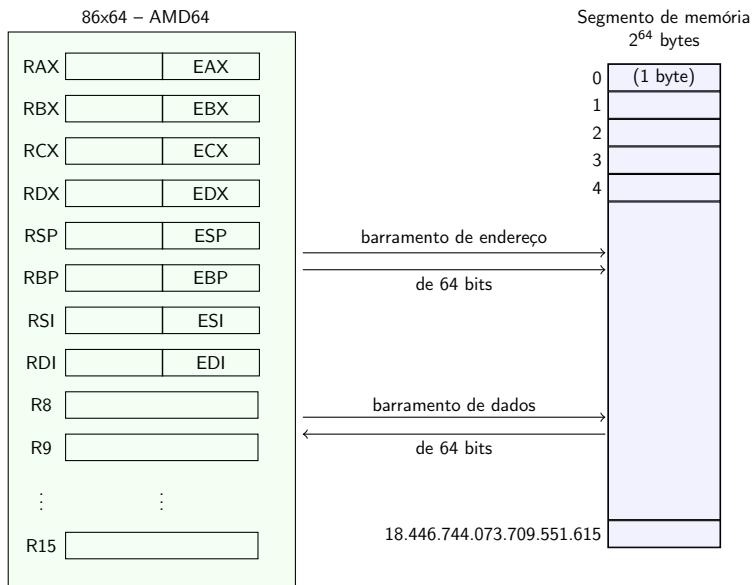 86x64 – AMD64
RAX EAX
RBX EBX
RCX ECX
RDX EDX
RSP ESP
RBP EBP
RSI ESI
RDI EDI
R8
R9
⋮ ⋮
R15
barramento de endereço
de 64 bits
barramento de dados
de 64 bits
Segmento de memória
2⁶⁴ bytes
0 (1 byte)
1
2
3
4
18.446.744.073.709.551.615